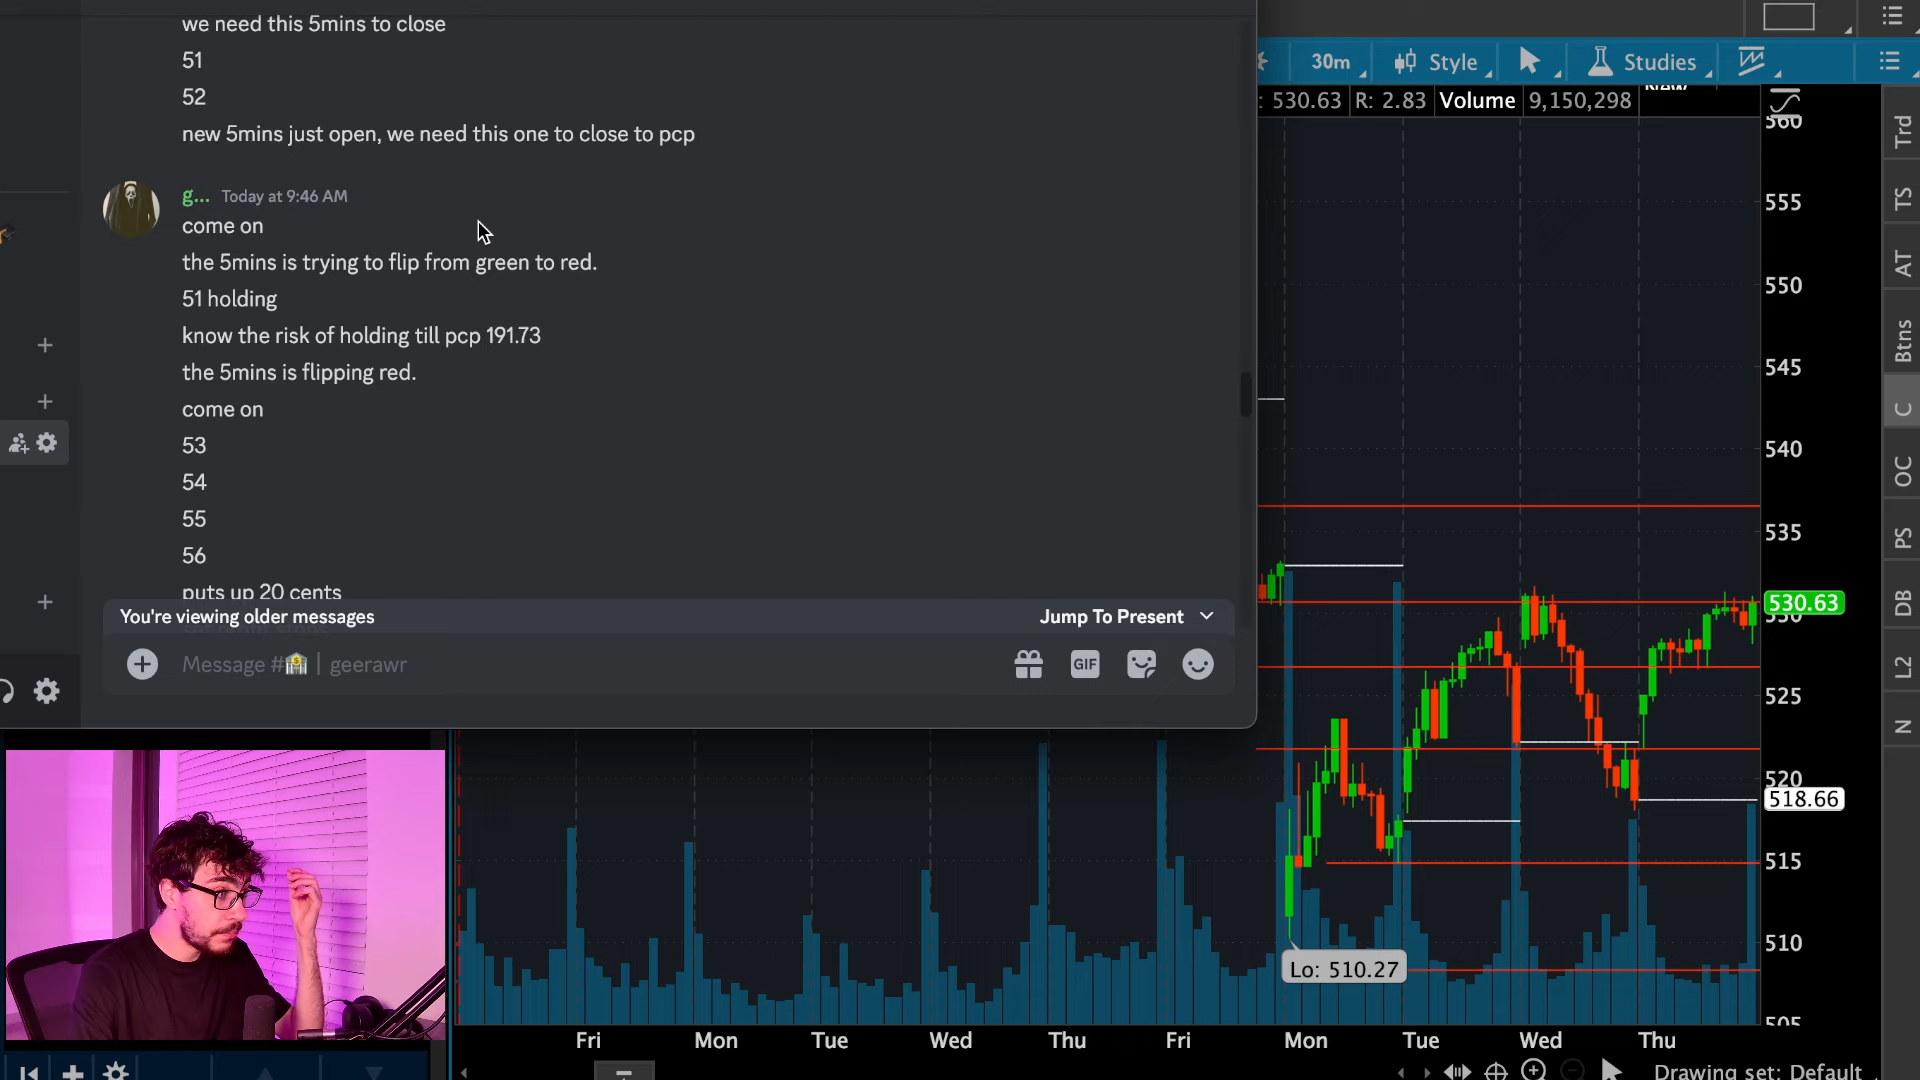 we need this 5mins to close
51
52
new 5mins just open, we need this one to close to pcp
g... Today at 9:46 AM
come on
the 5mins is trying to flip from green to red.
51 holding
know the risk of holding till pcp 191.73
the 5mins is flipping red.
come on
53
54
55
56
puts up 20 cents
You're viewing older messages
Jump To Present
Message #| geerawr
GIF
30m
Style
Studies
: 530.63
R: 2.83
Volume
9,150,298
560
555
550
545
540
535
530.63
530
525
520
518.66
515
510
505
Lo: 510.27
Fri
Mon
Tue
Wed
Thu
Fri
Mon
Tue
Wed
Thu
Drawing set: Default
Trd
TS
AT
Btns
C
OC
PS
DB
L2
N